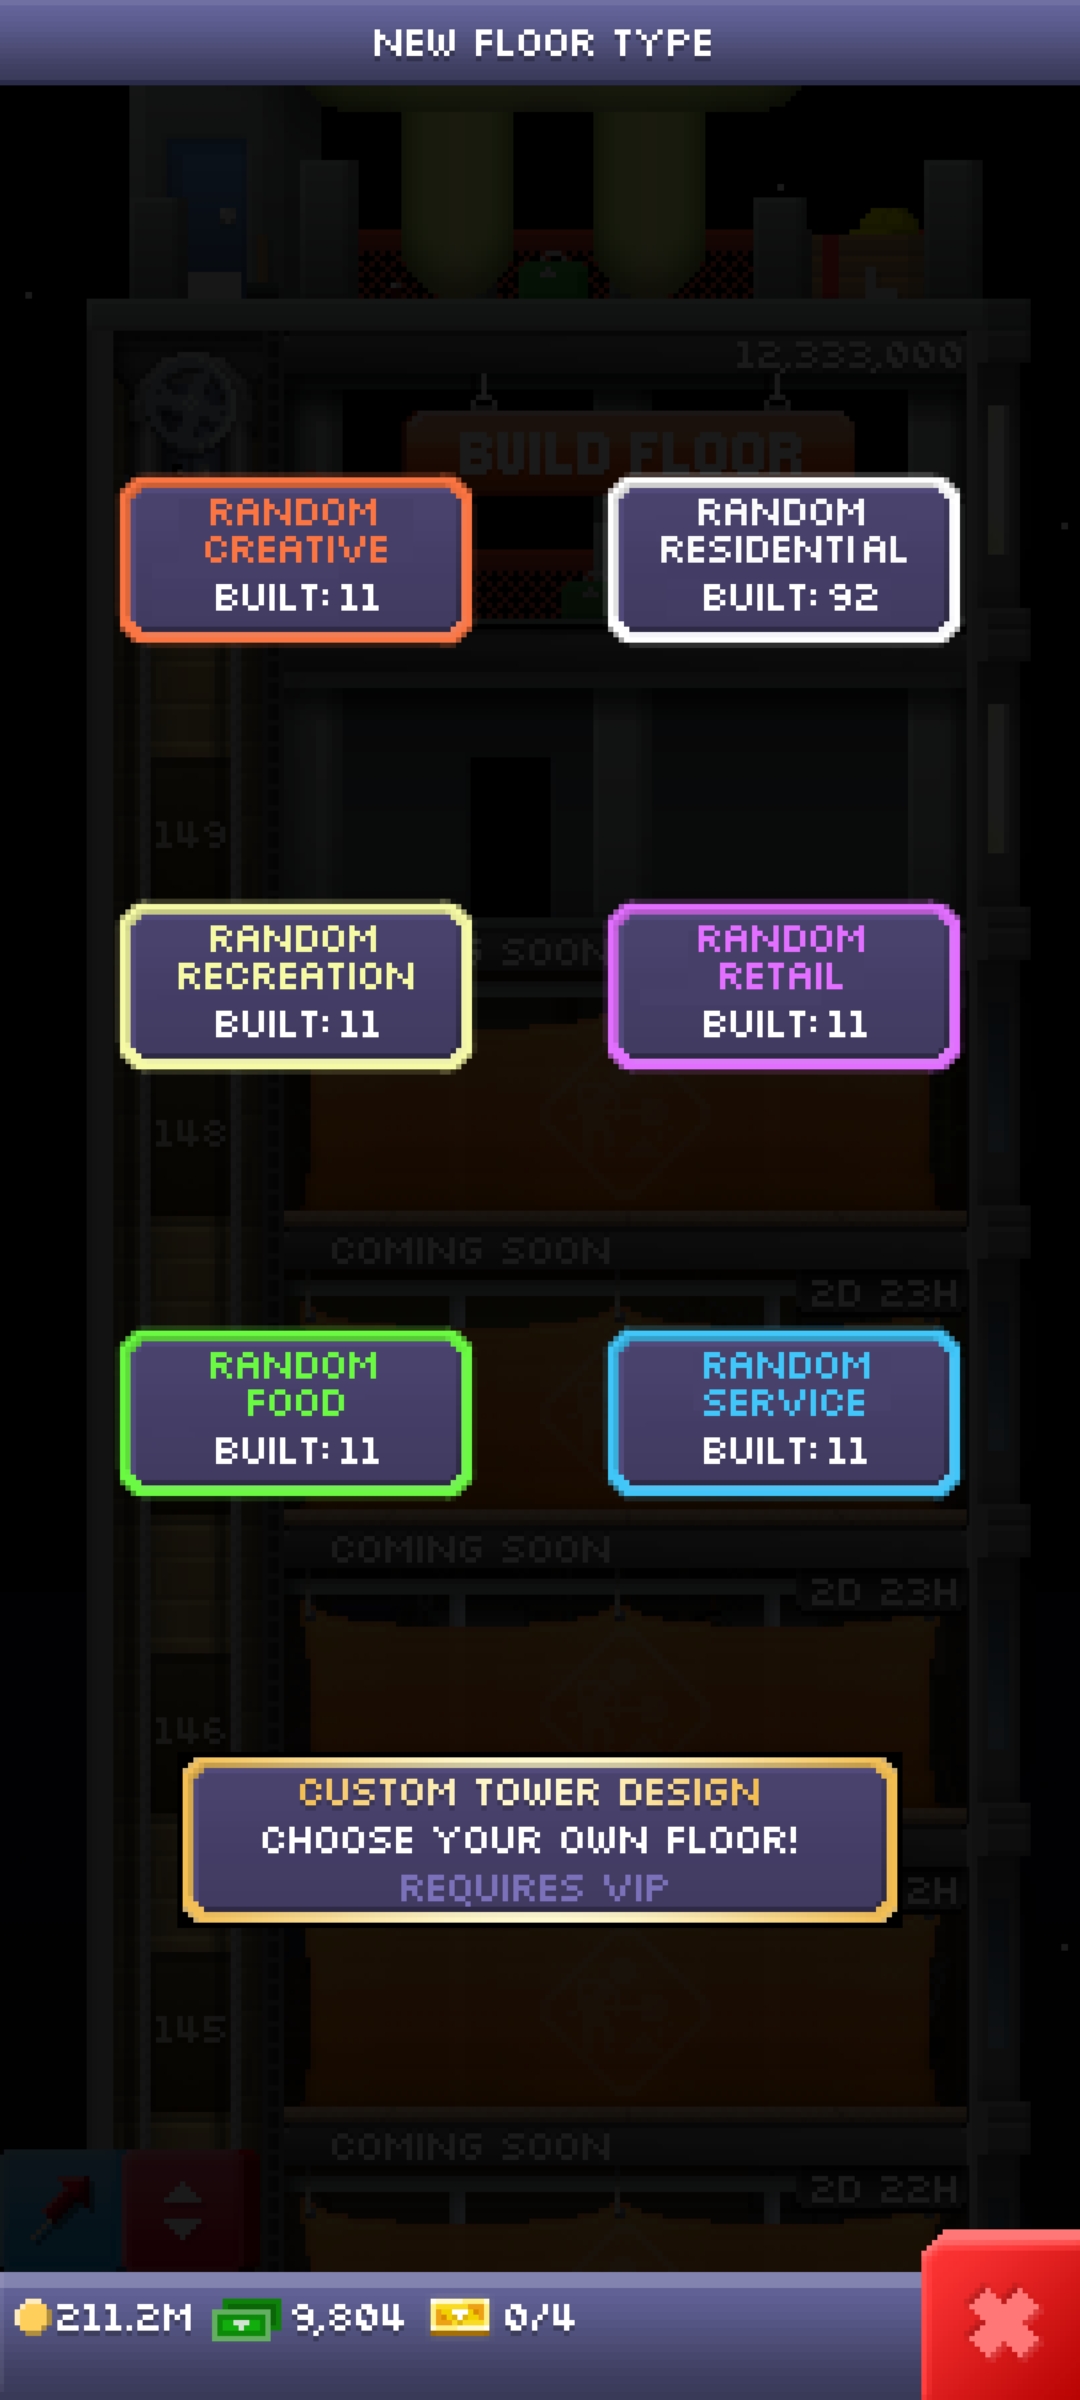 NEW FLOOR TYPE
12,333,000
BUILD FLOOR
RANDOM
CREATIVE
BUILT: 11
RANDOM
RESIDENTIAL
BUILT: 92
149
SOON
RANDOM
RECREATION
BUILT: 11
RANDOM
RETAIL
BUILT: 11
148
COMING SOON
2D 23H
RANDOM
FOOD
BUILT: 11
RANDOM
SERVICE
BUILT: 11
COMING SOON
2D 23H
146
CUSTOM TOWER DESIGN
CHOOSE YOUR OWN FLOOR!
REQUIRES VIP
2H
145
COMING SOON
2D 22H
211.2M 9,804 0/4